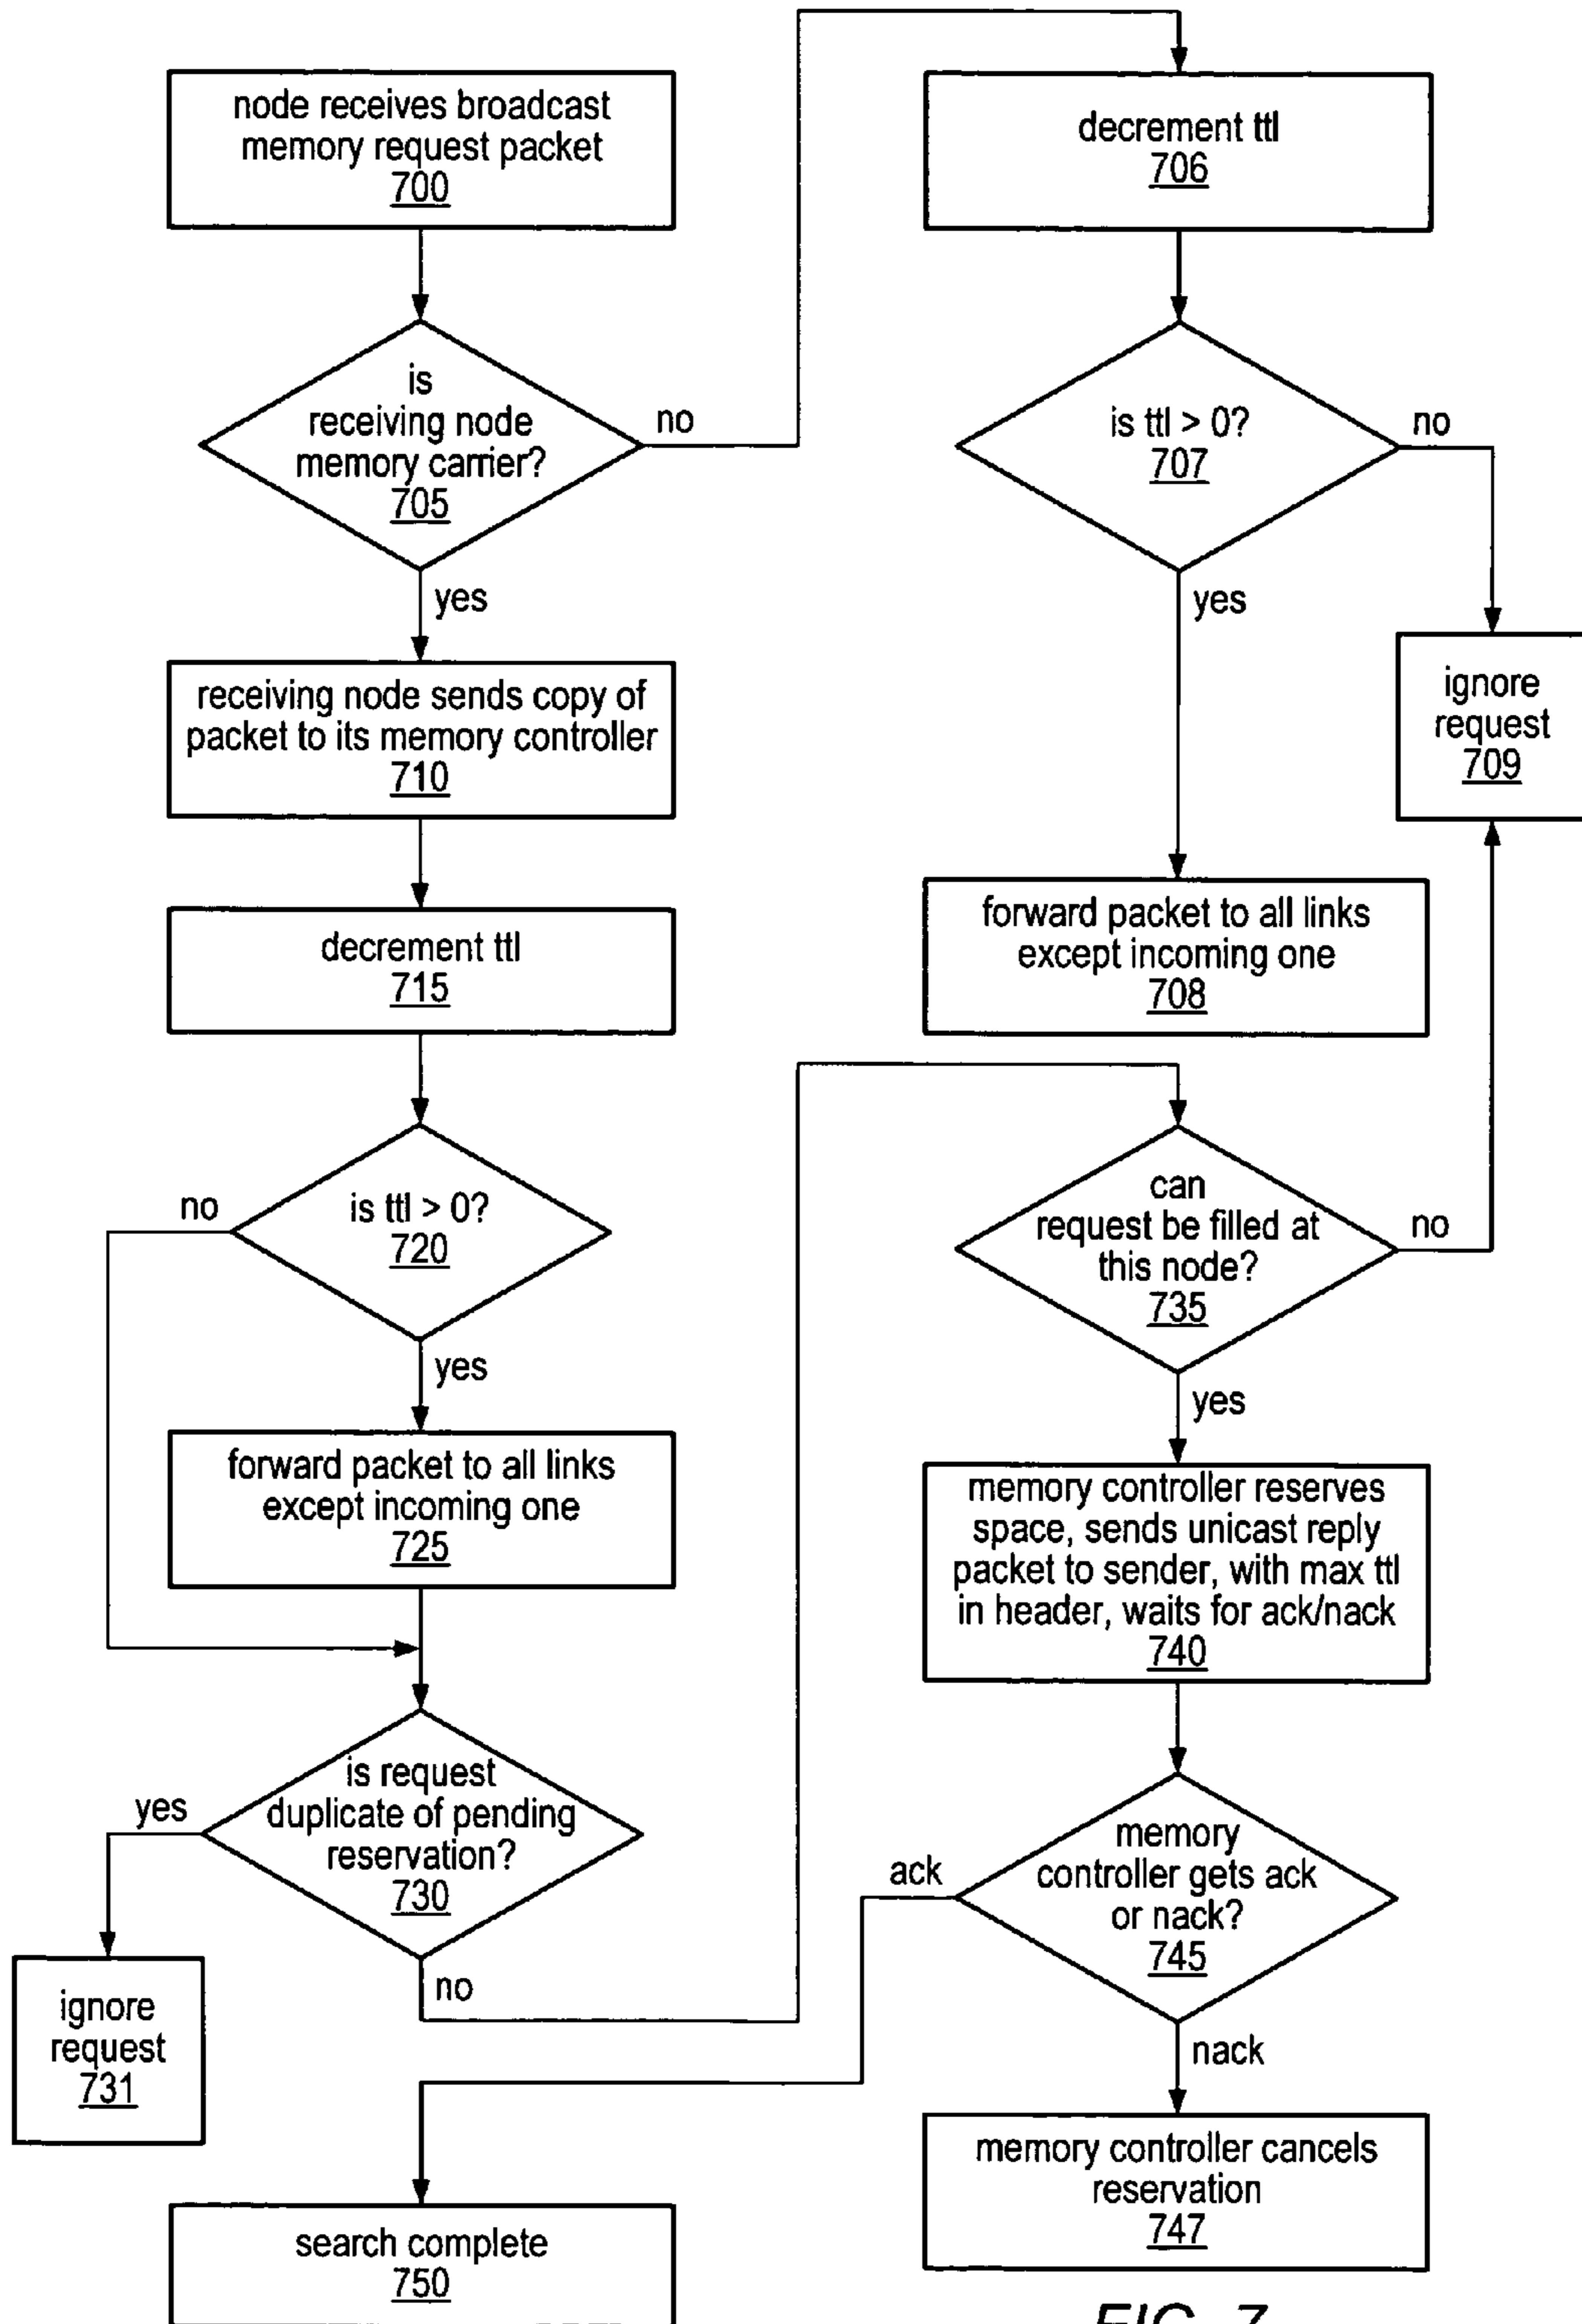 node receives broadcast
memory request packet
700
decrement ttl
706
is
receiving node
memory carrier?
705
no
yes
is ttl > 0?
707
no
yes
receiving node sends copy of
packet to its memory controller
710
ignore
request
709
decrement ttl
715
forward packet to all links
except incoming one
708
is ttl > 0?
720
no
yes
can
request be filled at
this node?
735
no
yes
forward packet to all links
except incoming one
725
memory controller reserves
space, sends unicast reply
packet to sender, with max ttl
in header, waits for ack/nack
740
is request
duplicate of pending
reservation?
730
yes
no
memory
controller gets ack
or nack?
745
ack
nack
ignore
request
731
memory controller cancels
reservation
747
search complete
750
FIG. 7